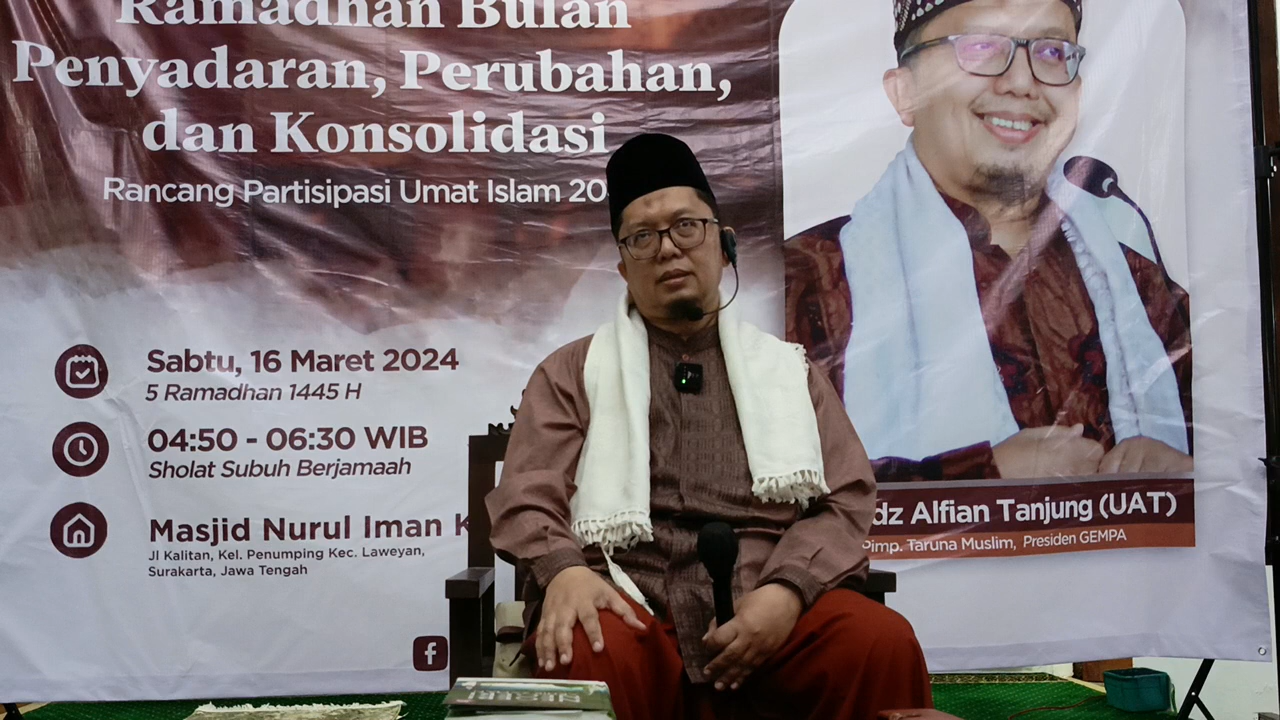 Ramadhan Bulan
Penyadaran, Perubahan,
dan Konsolidasi
Rancang Partisipasi Umat Islam 20
Sabtu, 16 Maret 2024
5 Ramadhan 1445 H
04:50 - 06:30 WIB
Sholat Subuh Berjamaah
Masjid Nurul Iman K
Jl Kalitan, Kel. Penumping Kec. Laweyan,
Surakarta, Jawa Tengah
dz Alfian Tanjung (UAT)
Pimp. Taruna Muslim, Presiden GEMPA
f